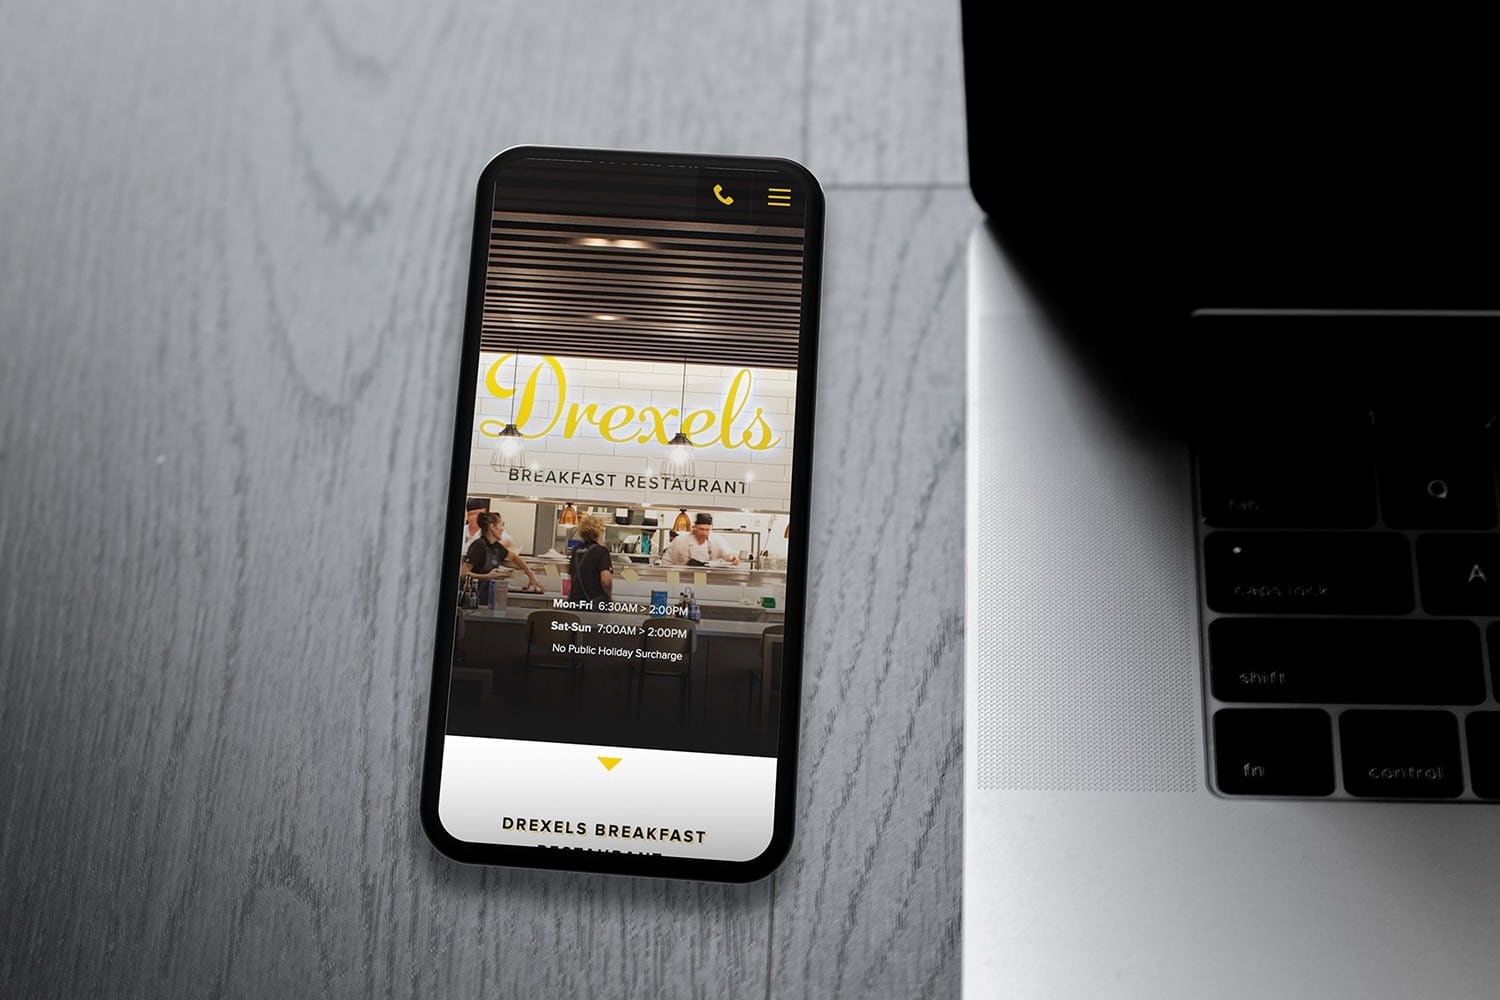 Drexels
BREAKFAST RESTAURANT
Mon-Fri 6:30AM > 2:00PM
Sat-Sun 7:00AM > 2:00PM
No Public Holiday Surcharge
DREXELS BREAKFAST
RESTAURANT
tab
caps lock
A
shift
fn
control